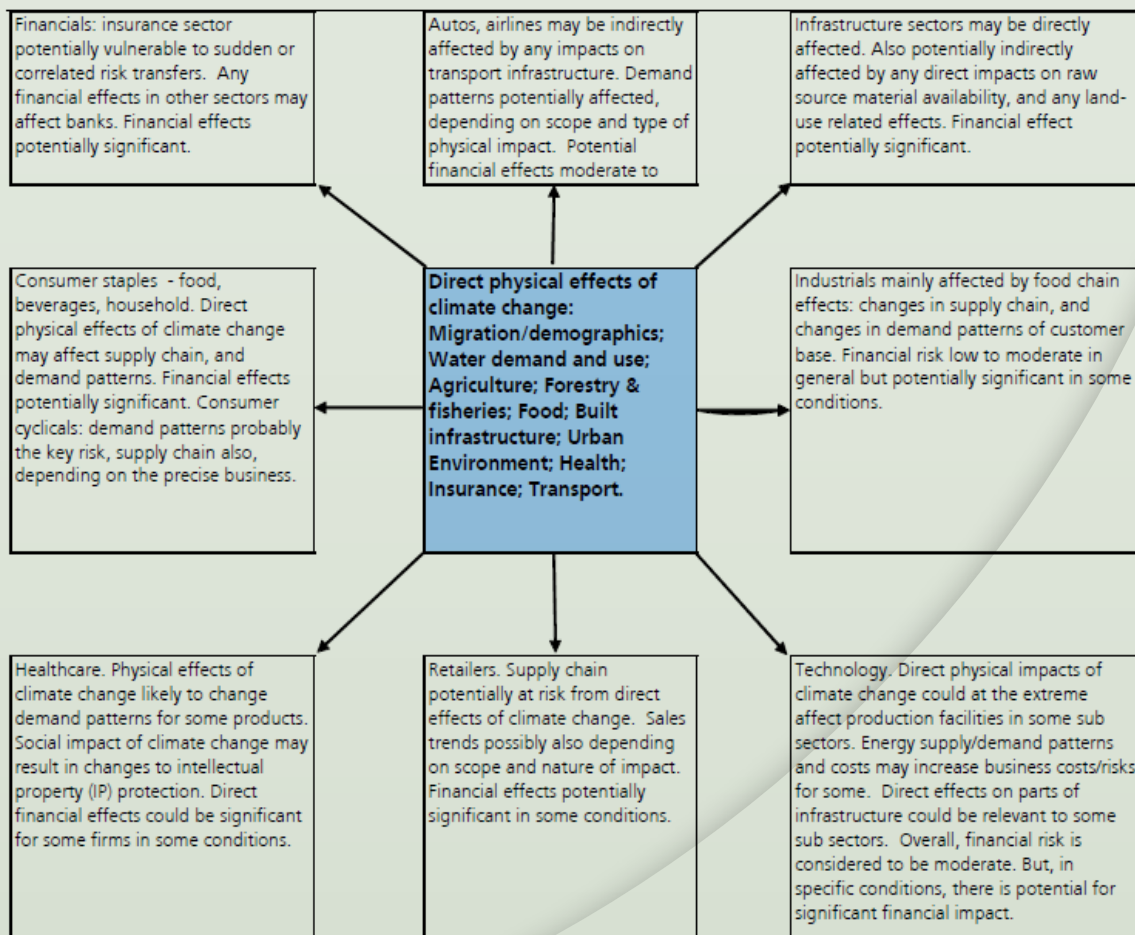 Financials: insurance sector
potentially vulnerable to sudden or
correlated risk transfers.  Any
financial effects in other sectors may
affect banks. Financial effects
potentially significant.
Autos, airlines may be indirectly
affected by any impacts on
transport infrastructure. Demand
patterns potentially affected,
depending on scope and type of
physical impact.  Potential
financial effects moderate to
Infrastructure sectors may be directly
affected. Also potentially indirectly
affected by any direct impacts on raw
source material availability, and any land-
use related effects. Financial effect
potentially significant.
Consumer staples  - food,
beverages, household. Direct
physical effects of climate change
may affect supply chain, and
demand patterns. Financial effects
potentially significant. Consumer
cyclicals: demand patterns probably
the key risk, supply chain also,
depending on the precise business.
Direct physical effects of
climate change:
Migration/demographics;
Water demand and use;
Agriculture; Forestry &
fisheries; Food; Built
infrastructure; Urban
Environment; Health;
Insurance; Transport.
Industrials mainly affected by food chain
effects: changes in supply chain, and
changes in demand patterns of customer
base. Financial risk low to moderate in
general but potentially significant in some
conditions.
Healthcare. Physical effects of
climate change likely to change
demand patterns for some products.
Social impact of climate change may
result in changes to intellectual
property (IP) protection. Direct
financial effects could be significant
for some firms in some conditions.
Retailers. Supply chain
potentially at risk from direct
effects of climate change.  Sales
trends possibly also depending
on scope and nature of impact.
Financial effects potentially
significant in some conditions.
Technology. Direct physical impacts of
climate change could at the extreme
affect production facilities in some sub
sectors. Energy supply/demand patterns
and costs may increase business costs/risks
for some.  Direct effects on parts of
infrastructure could be relevant to some
sub sectors.  Overall, financial risk is
considered to be moderate. But, in
specific conditions, there is potential for
significant financial impact.